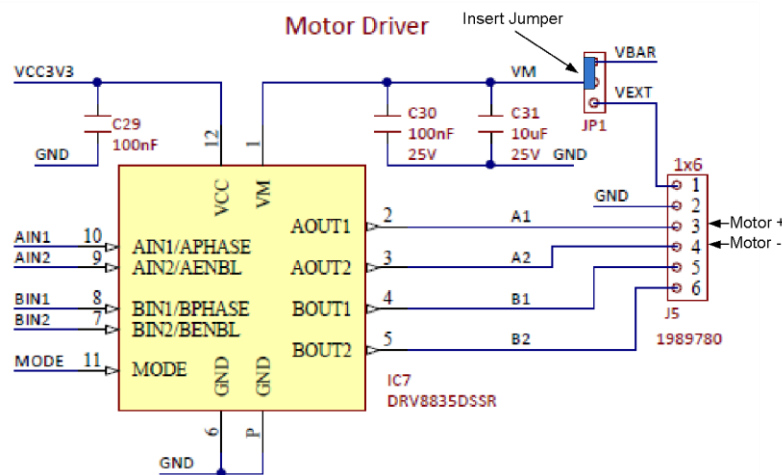 Insert Jumper
Motor Driver
VBAR
VCC3V3
VM
VEXT
C29
100nF
C30
100nF
25V
C31
10uF
25V
JP1
GND
GND
12
1
1x6
VCC
VM
GND
1
2
3
4
5
6
Motor +
Motor -
AOUT1
2
A1
AIN1
10
AIN1/APHASE
AIN2
9
AIN2/AENBL
AOUT2
3
A2
BIN1
8
BIN1/BPHASE
BOUT1
4
B1
BIN2
7
BIN2/BENBL
J5
1989780
BOUT2
5
B2
MODE
11
MODE
GND
GND
IC7
DRV8835DSSR
6
P
GND